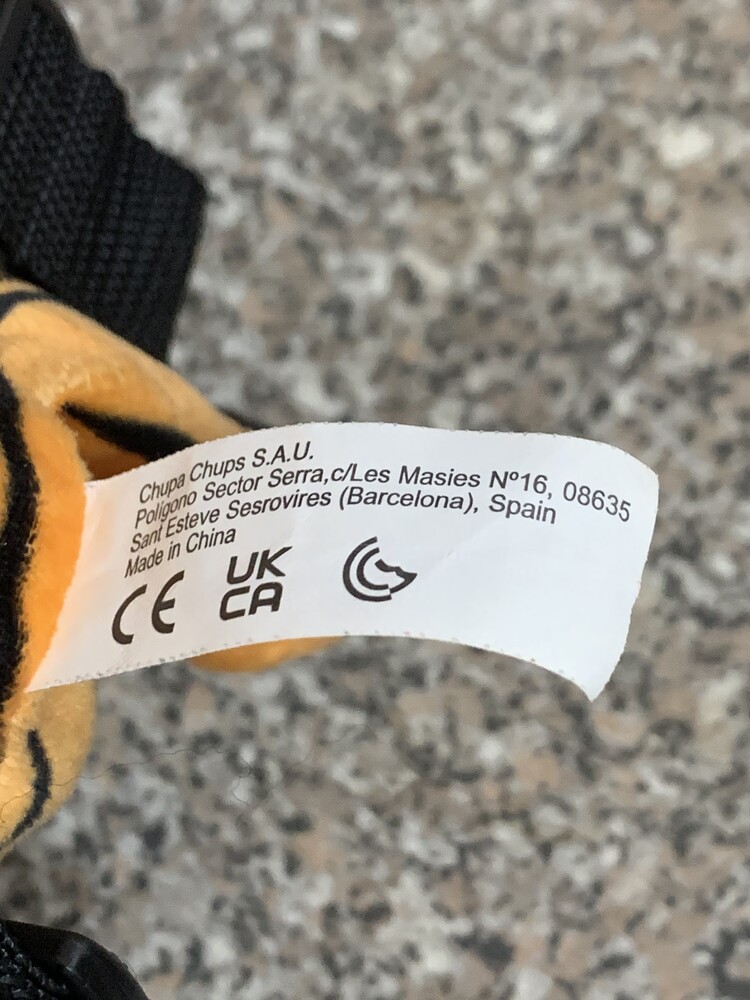 Chupa Chups S.A.U.
Polígono Sector Serra,c/Les Masies Nº16, 08635
Sant Esteve Sesrovires (Barcelona), Spain
Made in China
CE
UK
CA